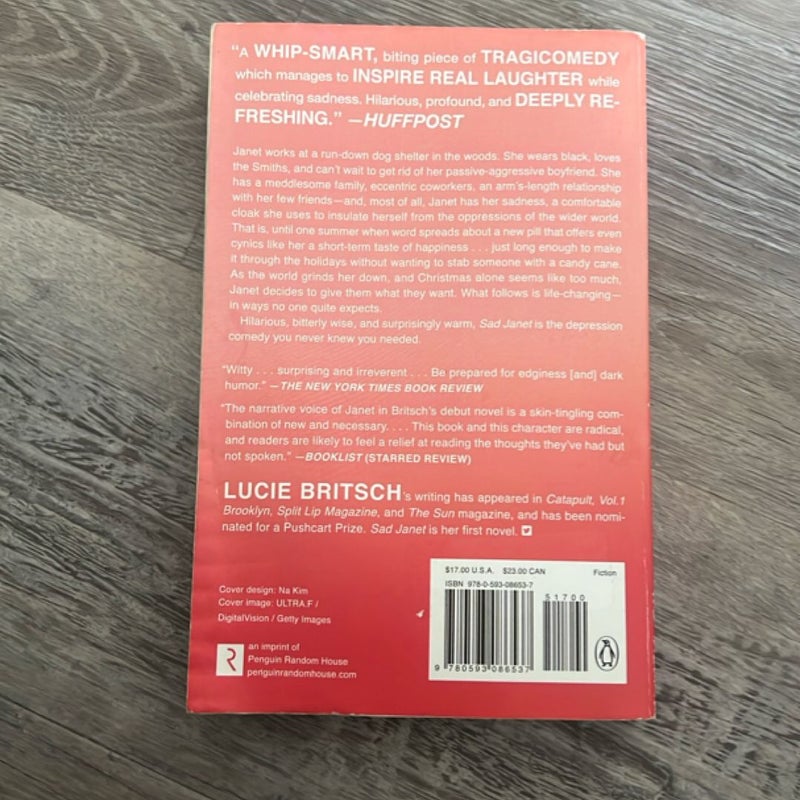 "A WHIP-SMART, biting piece of TRAGICOMEDY
which manages to INSPIRE REAL LAUGHTER while
celebrating sadness. Hilarious, profound, and DEEPLY RE-
FRESHING." —HUFFPOST
Janet works at a run-down dog shelter in the woods. She wears black, loves
the Smiths, and can't wait to get rid of her passive-aggressive boyfriend. She
has a meddlesome family, eccentric coworkers, an arm's-length relationship
with her few friends—and, most of all, Janet has her sadness, a comfortable
cloak she uses to insulate herself from the oppressions of the wider world.
That is, until one summer when word spreads about a new pill that offers even
cynics like her a short-term taste of happiness . . . just long enough to make
it through the holidays without wanting to stab someone with a candy cane.
As the world grinds her down, and Christmas alone seems like too much,
Janet decides to give them what they want. What follows is life-changing—
in ways no one quite expects.
Hilarious, bitterly wise, and surprisingly warm, Sad Janet is the depression
comedy you never knew you needed.
"Witty . . . surprising and irreverent . . . Be prepared for edginess [and] dark
humor." —THE NEW YORK TIMES BOOK REVIEW
"The narrative voice of Janet in Britsch's debut novel is a skin-tingling com-
bination of new and necessary. . . . This book and this character are radical,
and readers are likely to feel a relief at reading the thoughts they've had but
not spoken." —BOOKLIST (STARRED REVIEW)
LUCIE BRITSCH's writing has appeared in Catapult, Vol.1
Brooklyn, Split Lip Magazine, and The Sun magazine, and has been nomi-
nated for a Pushcart Prize. Sad Janet is her first novel.
Cover design: Na Kim
Cover image: ULTRA.F /
DigitalVision / Getty Images
R
an imprint of
Penguin Random House
penguinrandomhouse.com
$17.00 U.S.A. $23.00 CAN
Fiction
ISBN 978-0-593-08653-7
51700
9 780593 086537